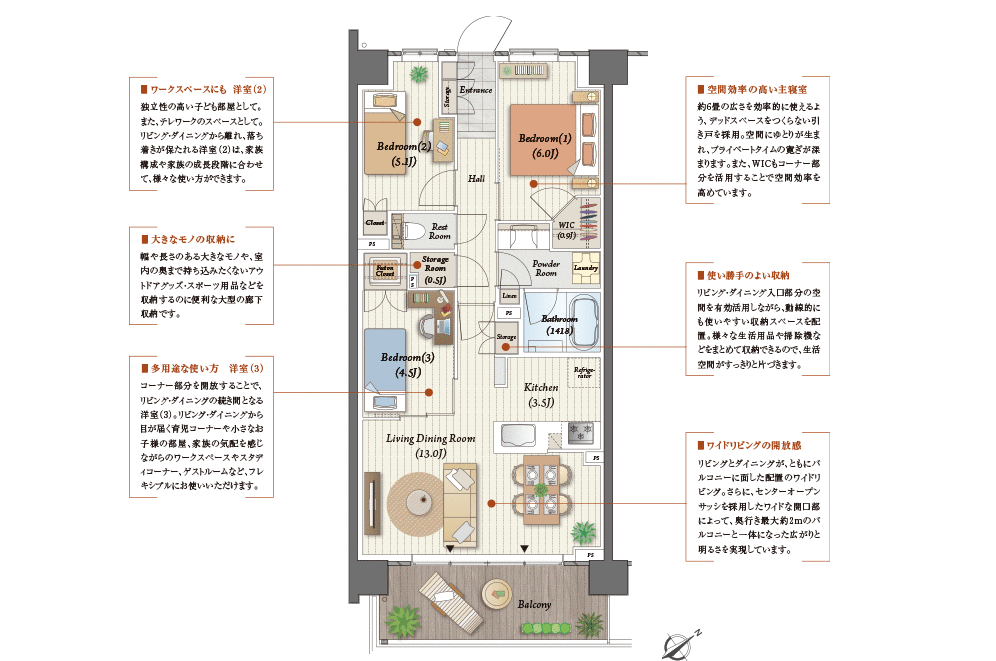 ■ワークスペースにも 洋室(2)
独立性の高い子ども部屋として。
また、テレワークのスペースとして。
リビング・ダイニングから離れ、落ち
着きが保たれる洋室(2)は、家族
構成や家族の成長段階に合わせ
て、様々な使い方ができます。
■大きなモノの収納に
幅や長さのある大きなモノや、室
内の奥まで持ち込みたくないアウ
トドアグッズ・スポーツ用品などを
収納するのに便利な大型の廊下
収納です。
■多用途な使い方 洋室(3)
コーナー部分を開放することで、
リビング・ダイニングの続き間となる
洋室(3)。リビング・ダイニングから
目が届く育児コーナーや小さなお
子様の部屋、家族の気配を感じ
ながらのワークスペースやスタデ
ィコーナー、ゲストルームなど、フレ
キシブルにお使いいただけます。
Storage
Entrance
Bedroom(2)
(5.1J)
Bedroom(1)
(6.0J)
Hall
Closet
PS
Rest
Room
WIC
(0.9J)
Futon
Closet
PS
Storage
Room
(0.5J)
Powder
Room
Laundry
Linen
PS
Bathroom
(1418)
Storage
Bedroom(3)
(4.5J)
Refrige-
rator
Kitchen
(3.5J)
Living Dining Room
(13.0J)
PS
PS
Balcony
N
■空間効率の高い主寝室
約6畳の広さを効率的に使えるよ
う、デッドスペースをつくらない引
き戸を採用。空間にゆとりが生ま
れ、プライベートタイムの寛ぎが深
まります。また、WICもコーナー部
分を活用することで空間効率を
高めています。
■使い勝手のよい収納
リビング・ダイニング入口部分の空
間を有効活用しながら、動線的に
も使いやすい収納スペースを配
置。様々な生活用品や掃除機な
どをまとめて収納できるので、生活
空間がすっきりと片づきます。
■ワイドリビングの開放感
リビングとダイニングが、ともにバル
コニーに面した配置のワイドリ
ビング。さらに、センターオープン
サッシを採用したワイドな開口部
によって、奥行き最大約2mのバ
ルコニーと一体になった広がりと
明るさを実現しています。